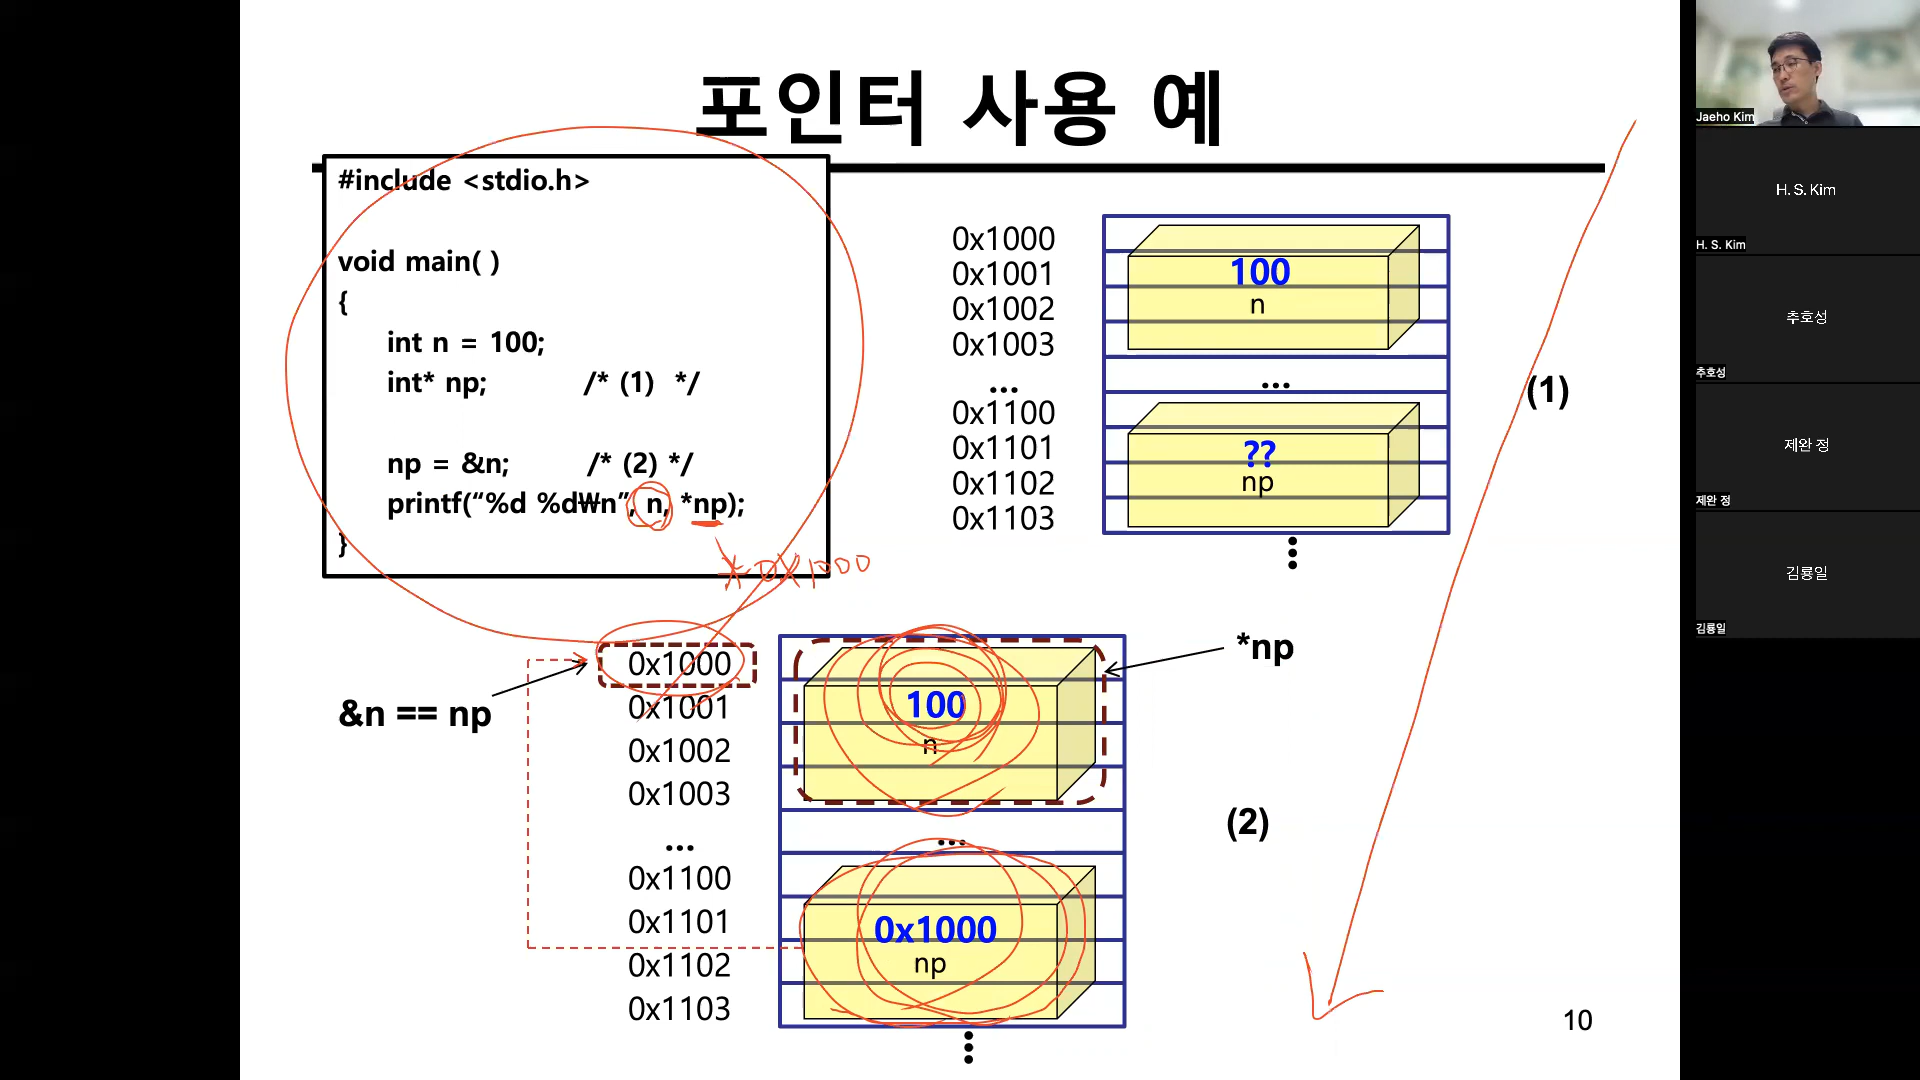 포인터 사용 예
#include <stdio.h>
void main( )
{
int n = 100;
int* np; /* (1) */
np = &n; /* (2) */
printf(“%d %d₩n”, n, *np);
}
* 0x1000
0x1000
0x1001
0x1002
0x1003
...
0x1100
0x1101
0x1102
0x1103
100
n
...
??
np
(1)
&n == np
0x1000
0x1001
0x1002
0x1003
...
0x1100
0x1101
0x1102
0x1103
100
n
...
0x1000
np
*np
(2)
10
Jaeho Kim
H. S. Kim
H. S. Kim
추호성
추호성
제완 정
제완 정
김룡일
김룡일